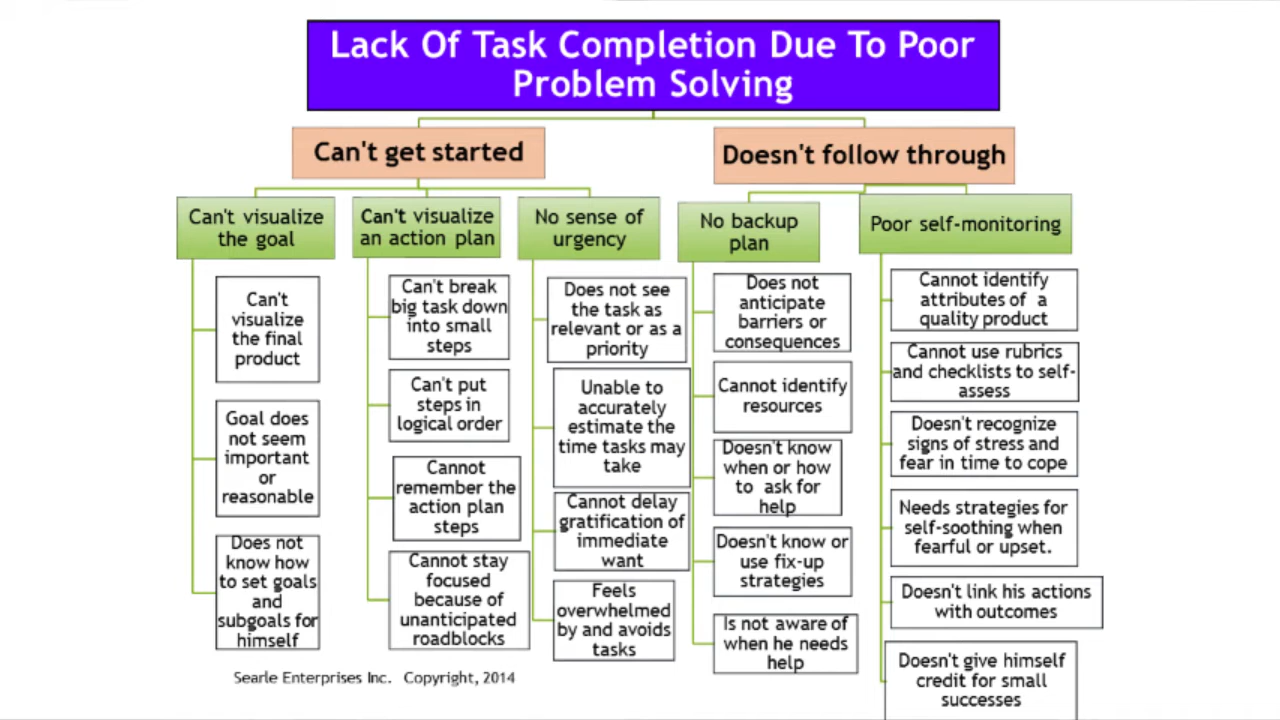 Lack Of Task Completion Due To Poor
Problem Solving
Can't get started
Doesn't follow through
Can't visualize
the goal
Can't visualize
an action plan
No sense of
urgency
No backup
plan
Poor self-monitoring
Can't
visualize
the final
product
Goal does
not seem
important
or
reasonable
Does not
know how
to set goals
and
subgoals for
himself
Can't break
big task down
into small
steps
Can't put
steps in
logical order
Cannot
remember the
action plan
steps
Cannot stay
focused
because of
unanticipated
roadblocks
Does not see
the task as
relevant or as a
priority
Unable to
accurately
estimate the
time tasks may
take
Cannot delay
gratification of
immediate
want
Feels
overwhelmed
by and avoids
tasks
Does not
anticipate
barriers or
consequences
Cannot identify
resources
Doesn't know
when or how
to ask for
help
Doesn't know or
use fix-up
strategies
Is not aware of
when he needs
help
Cannot identify
attributes of a
quality product
Cannot use rubrics
and checklists to self-
assess
Doesn't recognize
signs of stress and
fear in time to cope
Needs strategies for
self-soothing when
fearful or upset.
Doesn't link his actions
with outcomes
Doesn't give himself
credit for small
successes
Searle Enterprises Inc. Copyright, 2014